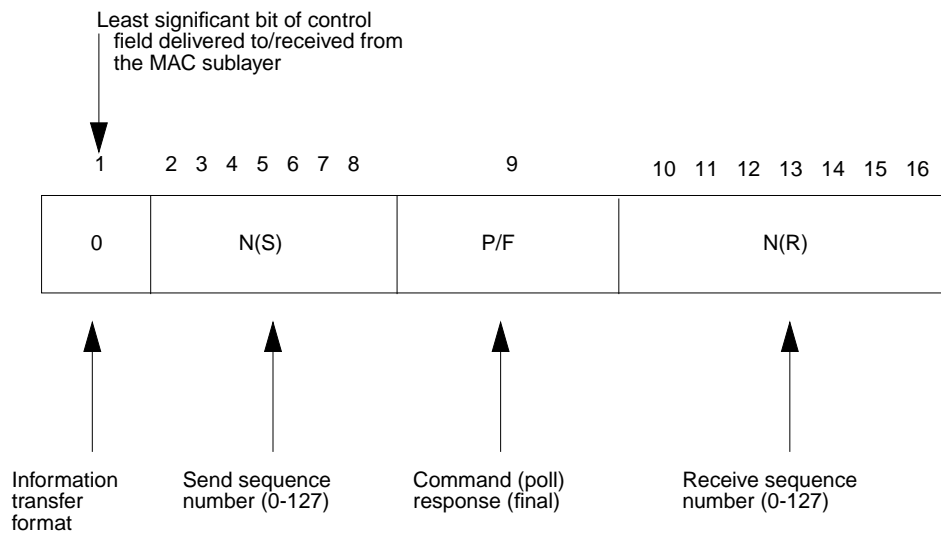 Least significant bit of control
field delivered to/received from
the MAC sublayer
1 2 3 4 5 6 7 8 9 10 11 12 13 14 15 16
0 N(S) P/F N(R)
Information
transfer
format
Send sequence
number (0-127)
Command (poll)
response (final)
Receive sequence
number (0-127)